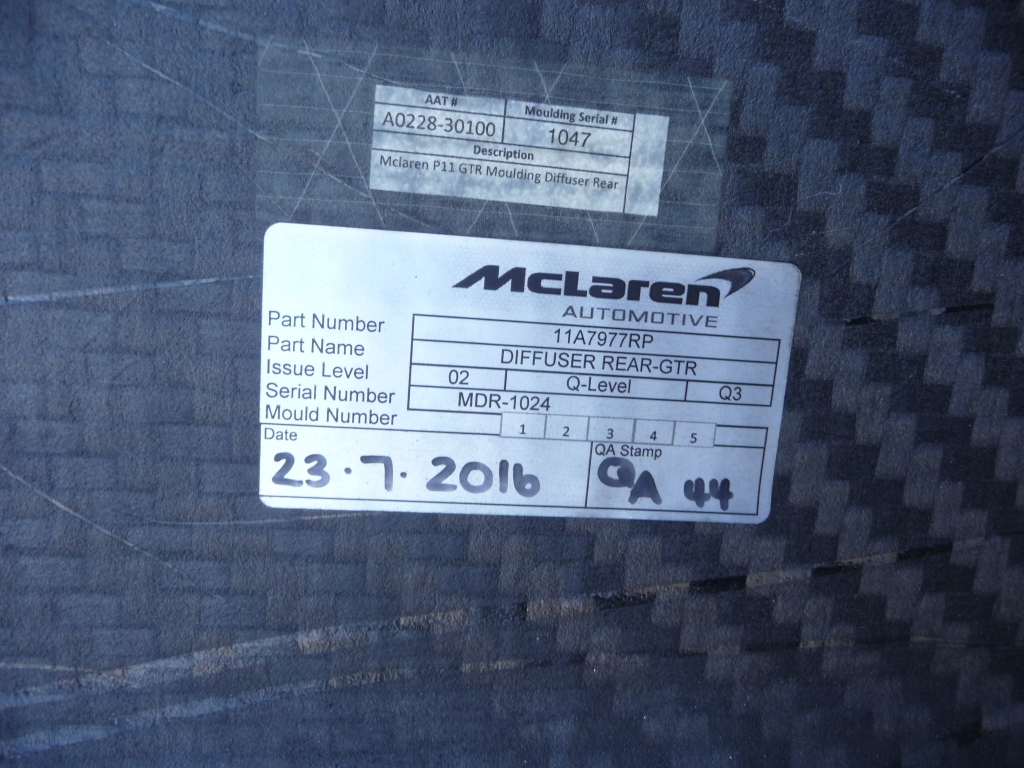 AAT # Moulding Serial #
A0228-30100 1047
Description
Mclaren P11 GTR Moulding Diffuser Rear
McLaren
AUTOMOTIVE
Part Number 11A7977RP
Part Name DIFFUSER REAR-GTR
Issue Level 02 Q-Level Q3
Serial Number MDR-1024
Mould Number 1 2 3 4 5
Date QA Stamp
23.7.2016 QA 44